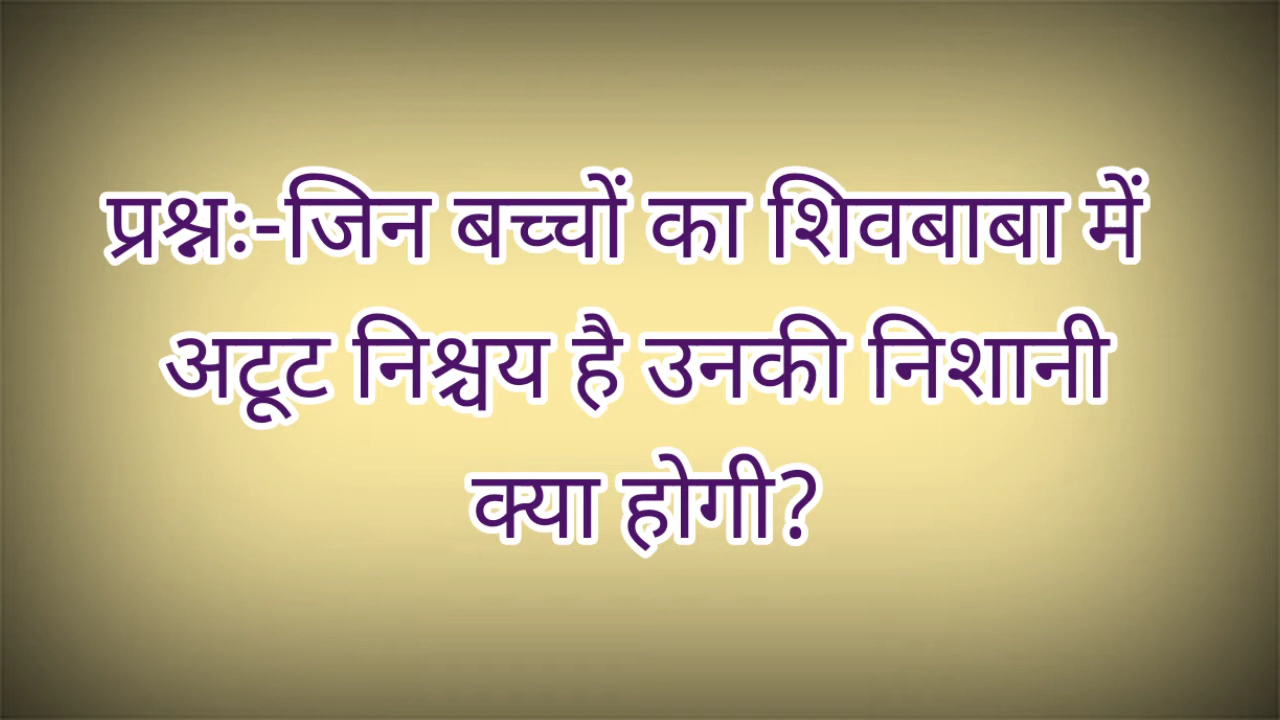 प्रश्नः-जिन बच्चों का शिवबाबा में
अटूट निश्चय है उनकी निशानी
क्या होगी?